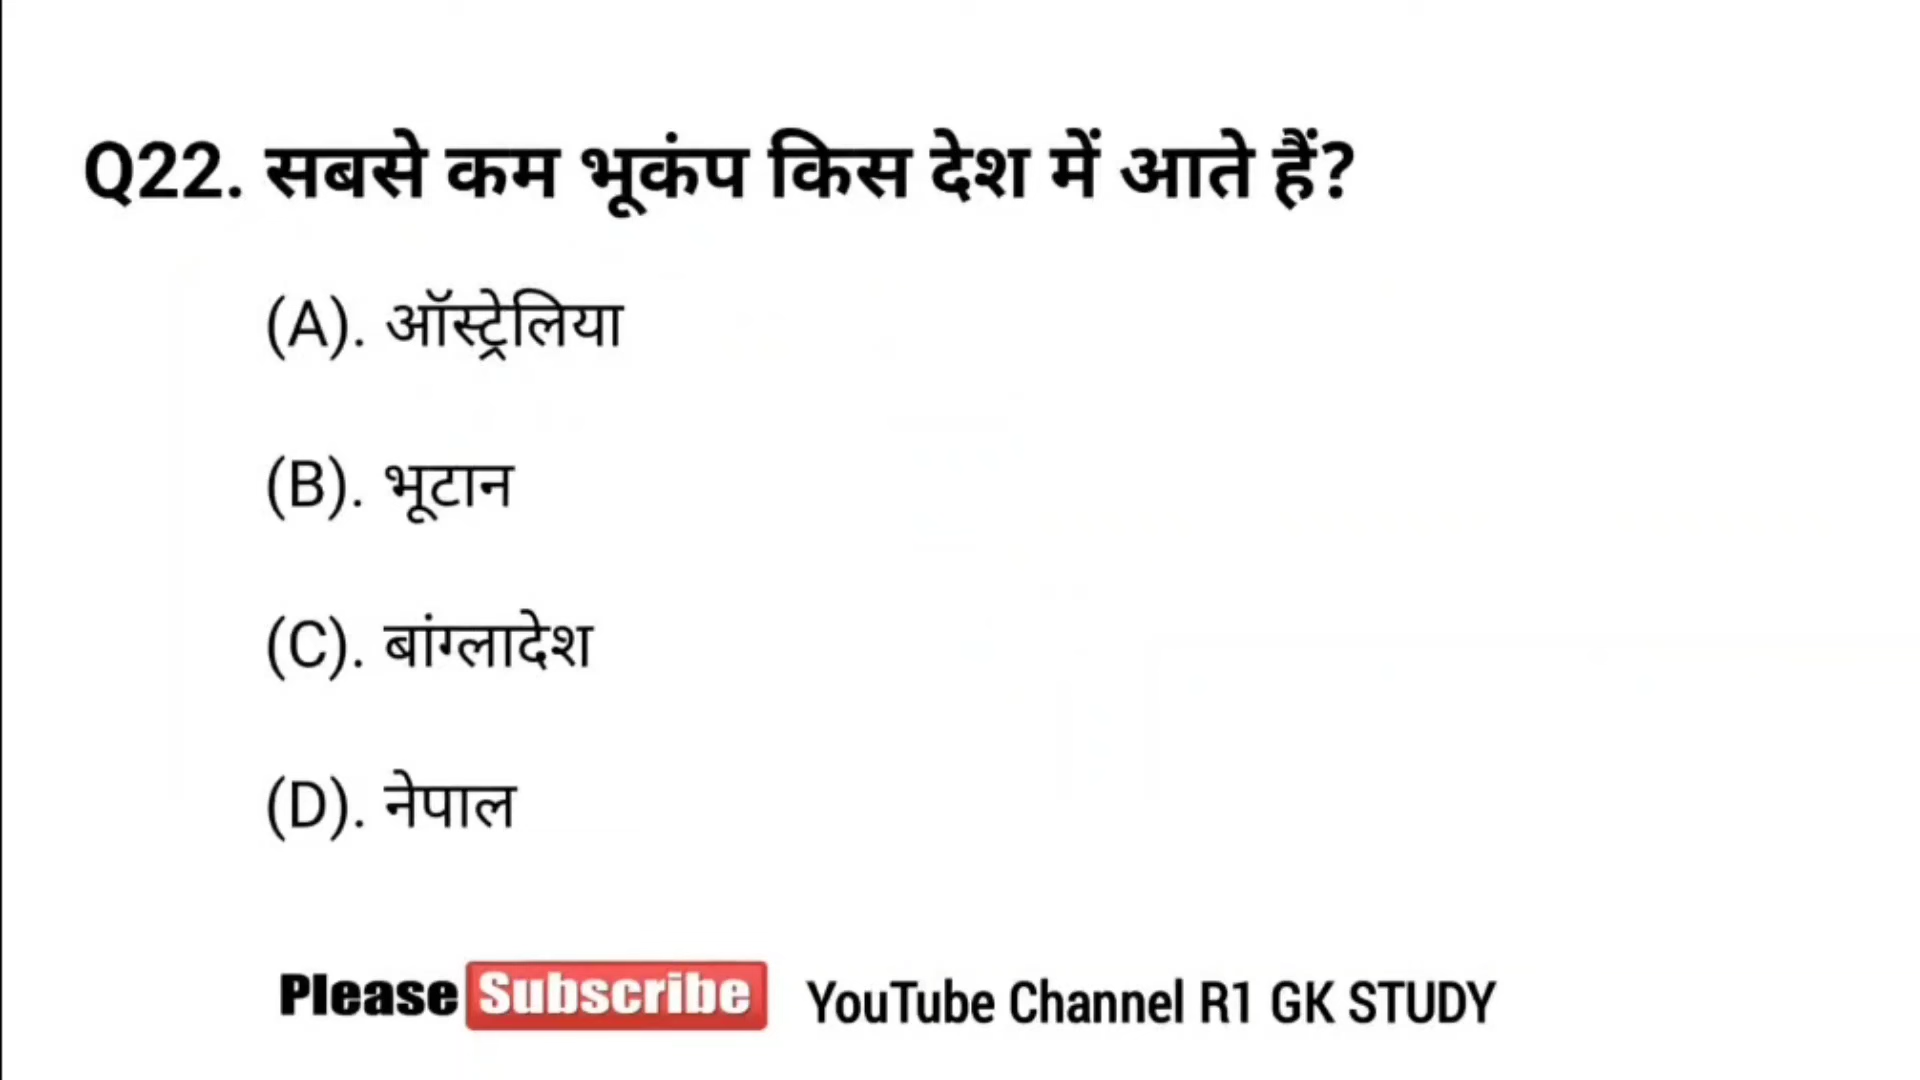 Q22. सबसे कम भूकंप किस देश में आते हैं?
(A). ऑस्ट्रेलिया
(B). भूटान
(C). बांग्लादेश
(D). नेपाल
Please Subscribe YouTube Channel R1 GK STUDY